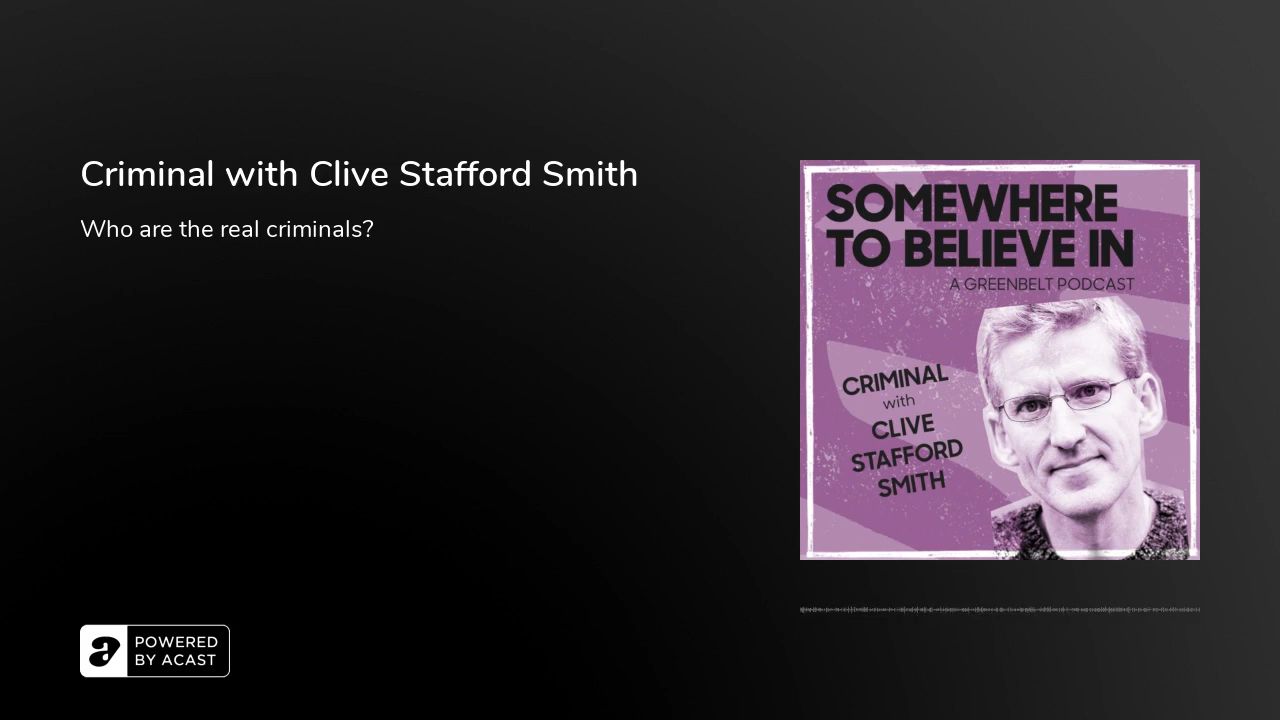 Criminal with Clive Stafford Smith
Who are the real criminals?
SOMEWHERE
TO BELIEVE IN
A GREENBELT PODCAST
CRIMINAL
with
CLIVE
STAFFORD
SMITH
a
POWERED
BY ACAST